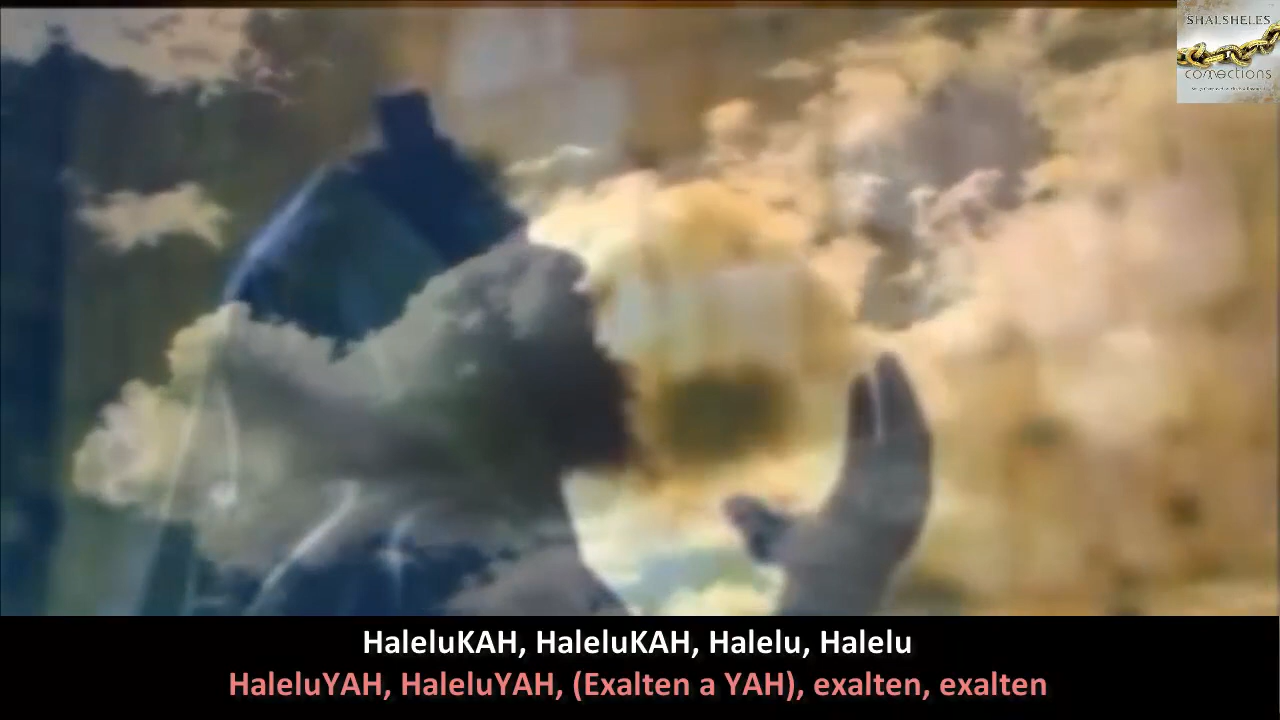 SHALSHELES
connections
HaleluKAH, HaleluKAH, Halelu, Halelu
HaleluYAH, HaleluYAH, (Exalten a YAH), exalten, exalten